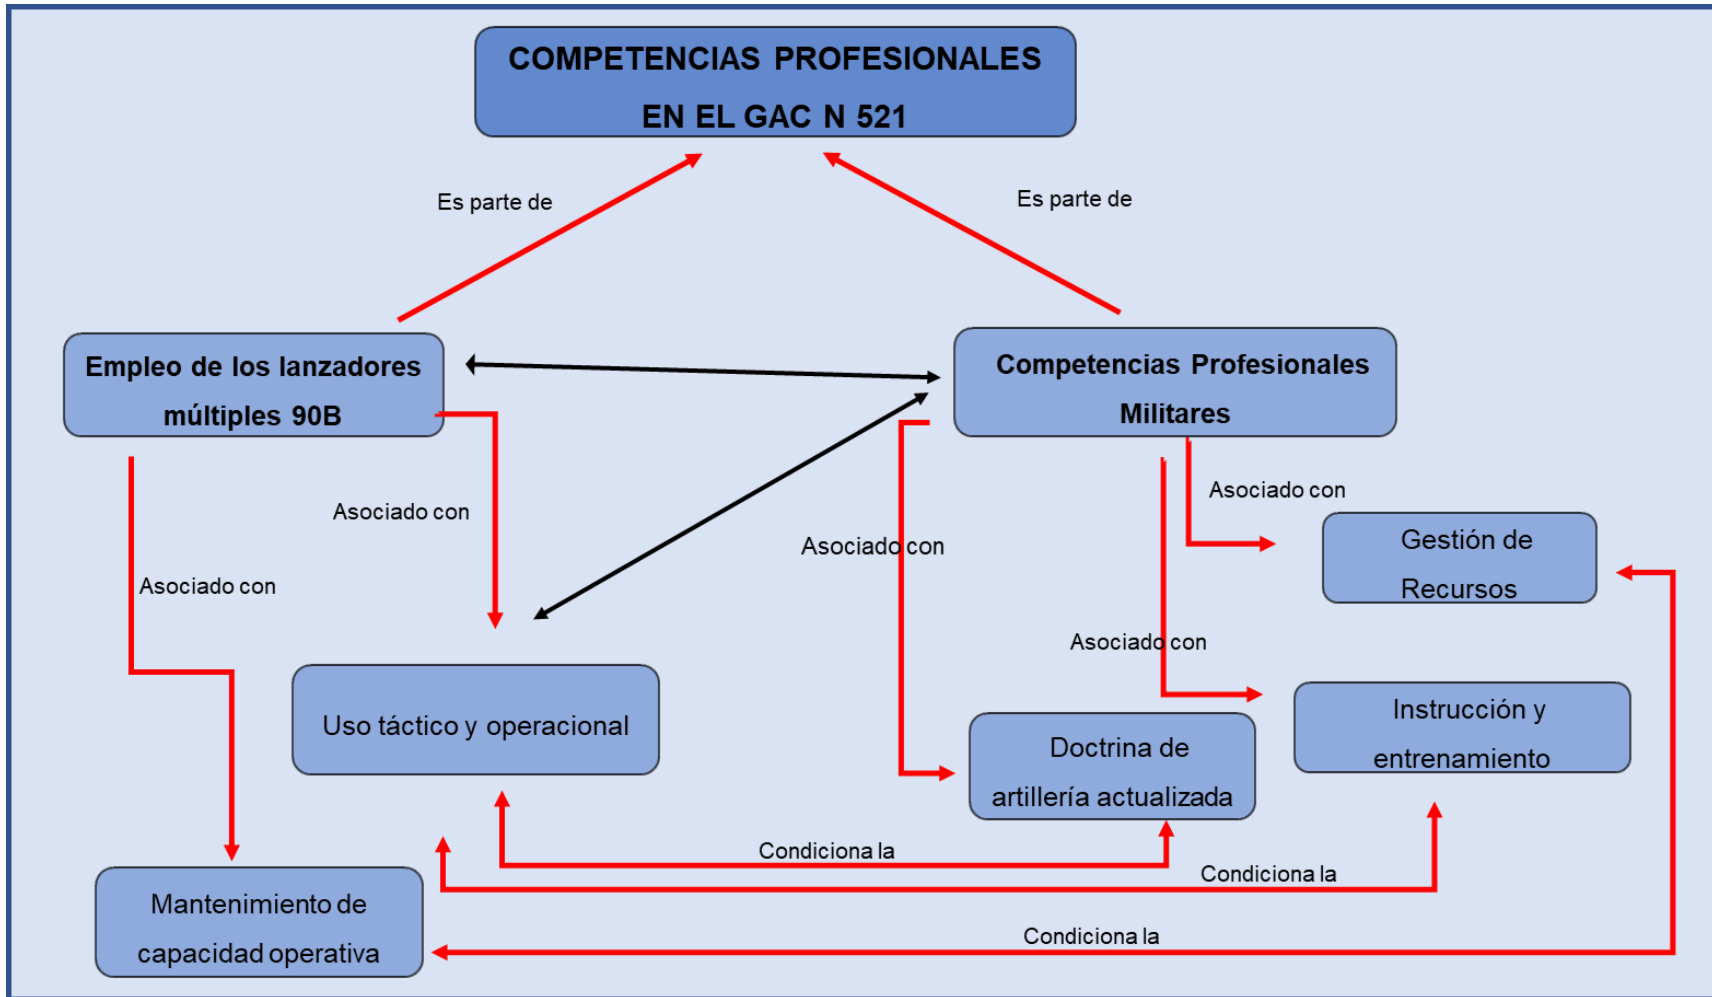 COMPETENCIAS PROFESIONALES
EN EL GAC N 521
Es parte de
Es parte de
Empleo de los lanzadores
múltiples 90B
Competencias Profesionales
Militares
Asociado con
Asociado con
Asociado con
Asociado con
Asociado con
Gestión de
Recursos
Uso táctico y operacional
Doctrina de
artillería actualizada
Instrucción y
entrenamiento
Condiciona la
Condiciona la
Condiciona la
Mantenimiento de
capacidad operativa